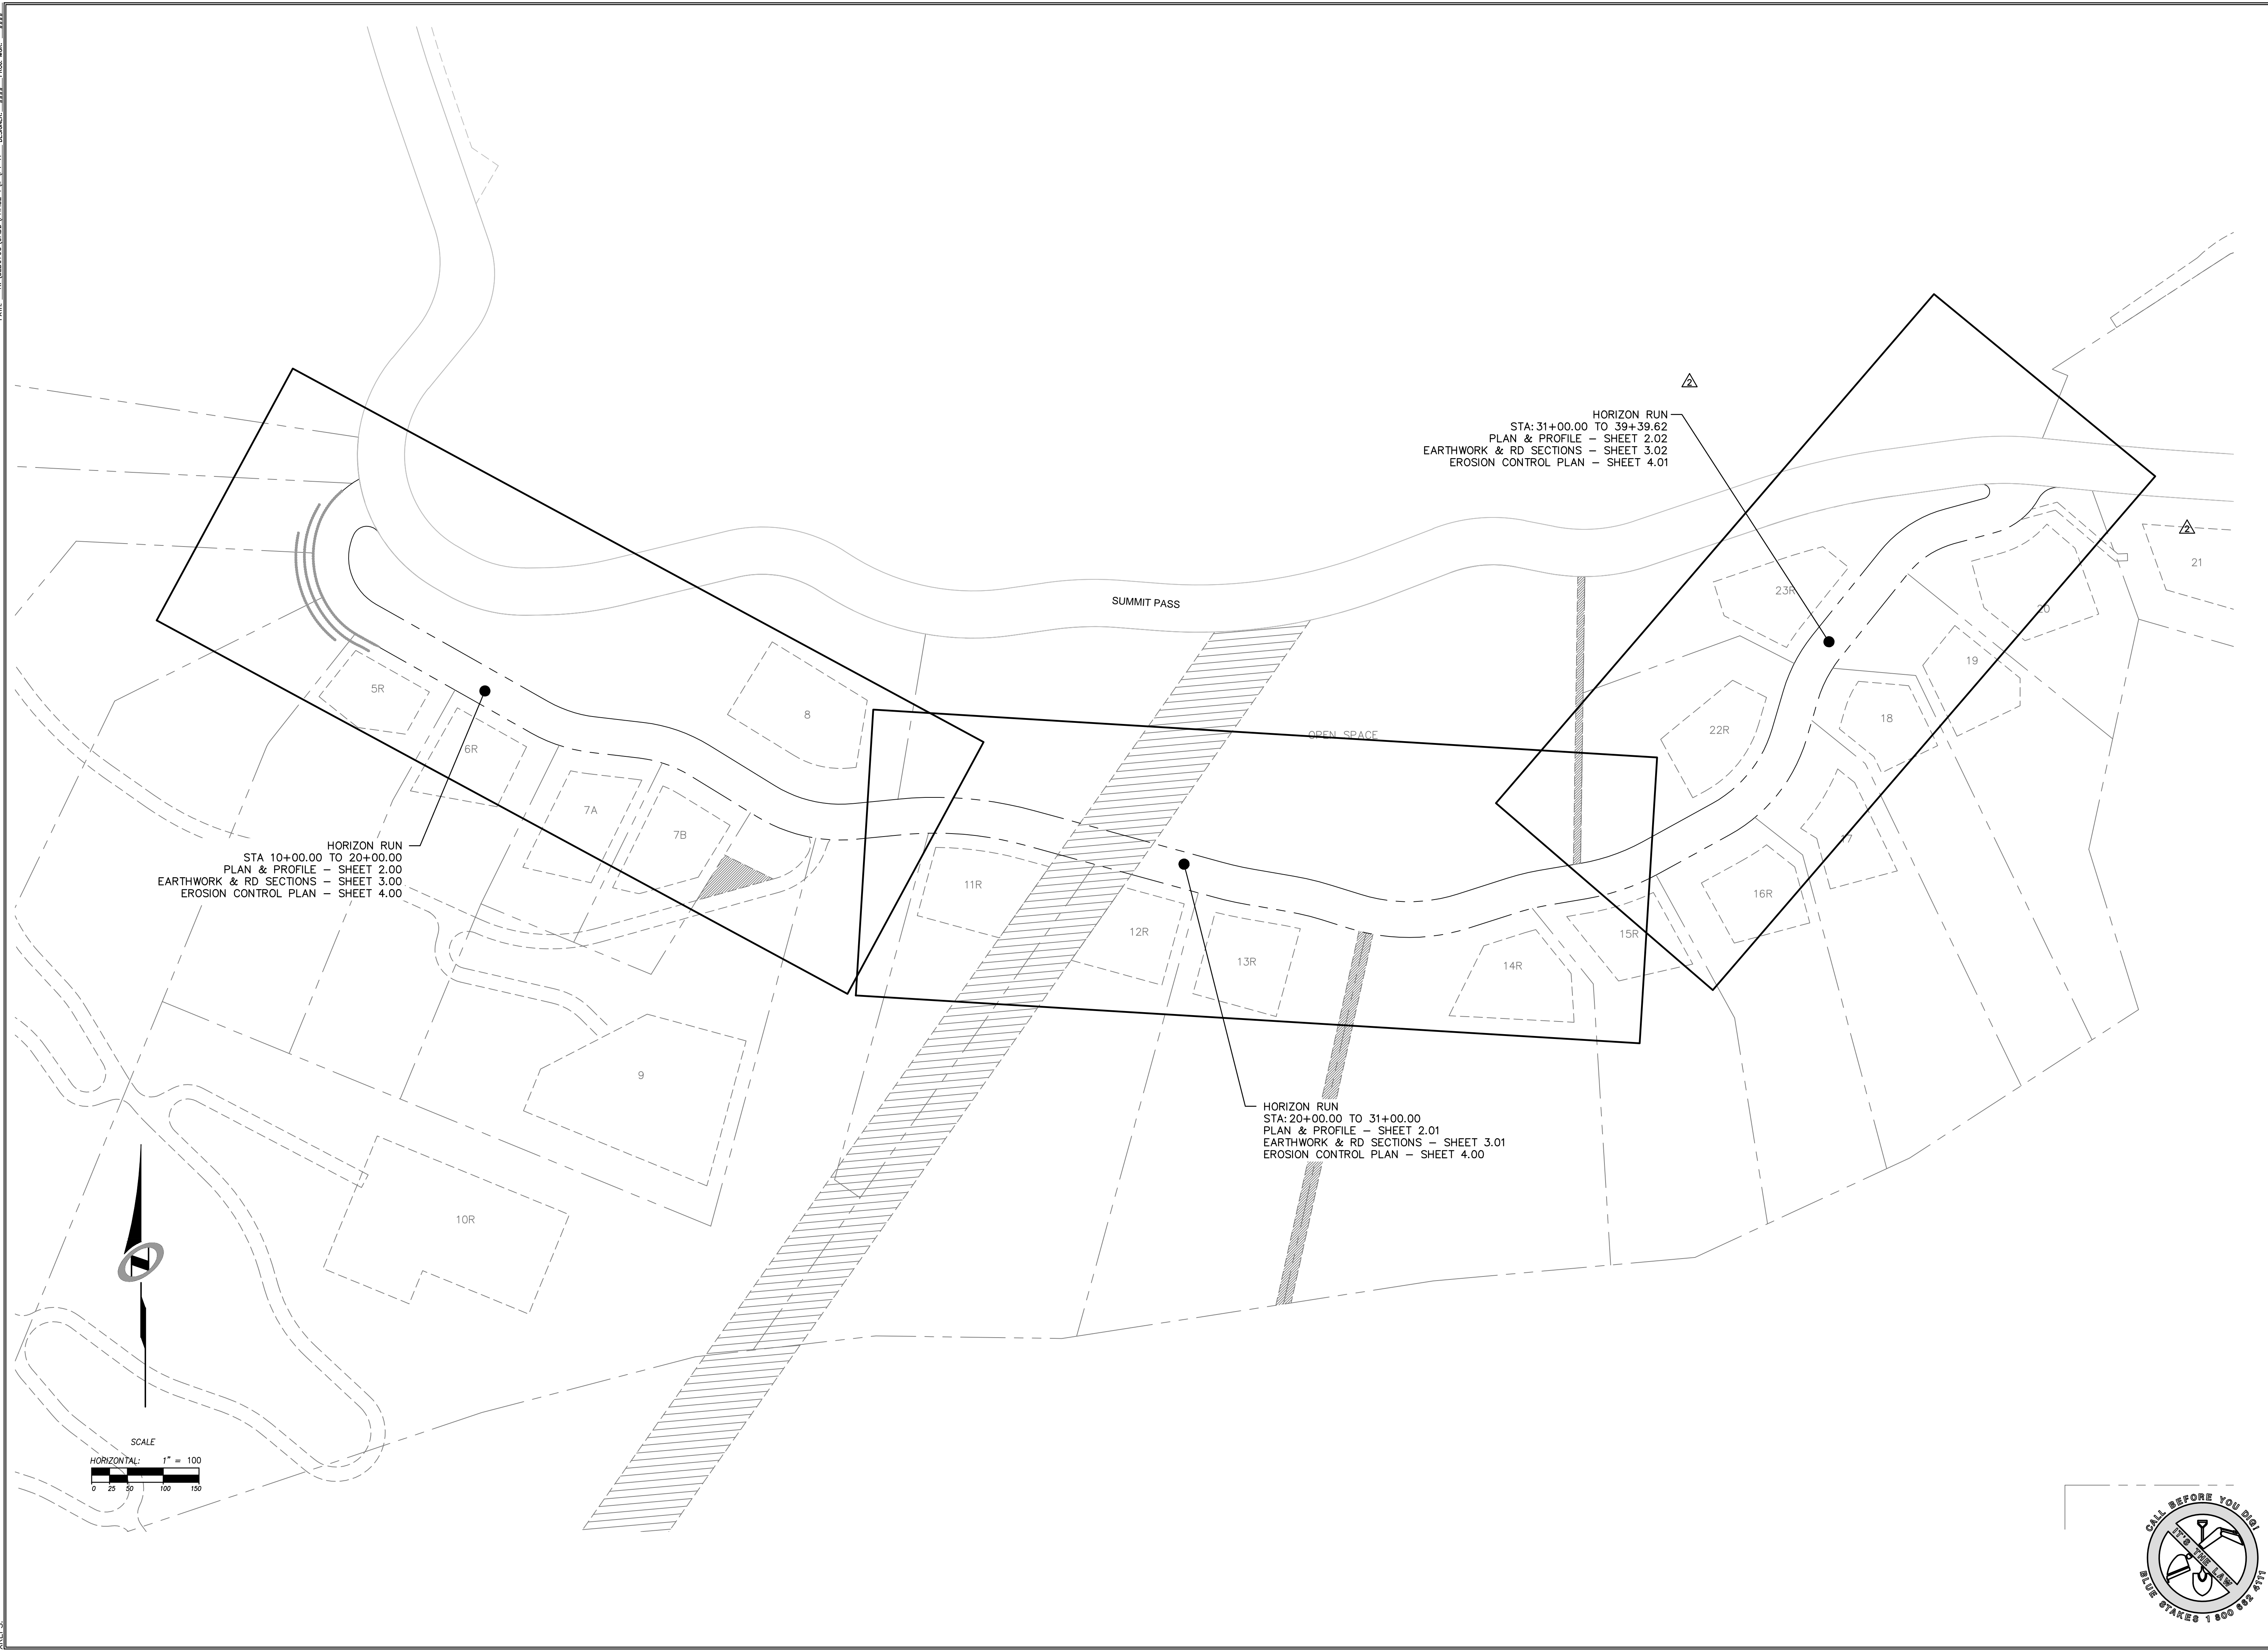 HORIZON RUN
STA: 31+00.00 TO 39+39.62
PLAN & PROFILE – SHEET 2.02
EARTHWORK & RD SECTIONS – SHEET 3.02
EROSION CONTROL PLAN – SHEET 4.01
2
2
21
23R
20
SUMMIT PASS
19
5R
8
18
6R
22R
OPEN SPACE
7A
7B
17
HORIZON RUN
STA 10+00.00 TO 20+00.00
PLAN & PROFILE – SHEET 2.00
EARTHWORK & RD SECTIONS – SHEET 3.00
EROSION CONTROL PLAN – SHEET 4.00
11R
16R
12R
15R
13R
14R
9
HORIZON RUN
STA: 20+00.00 TO 31+00.00
PLAN & PROFILE – SHEET 2.01
EARTHWORK & RD SECTIONS – SHEET 3.01
EROSION CONTROL PLAN – SHEET 4.00
10R
N
SCALE
HORIZONTAL: 1" = 100
0 25 50 100 150
CALL BEFORE YOU DIG!
IT'S THE LAW
BLUE STAKES 1 800 662 4111